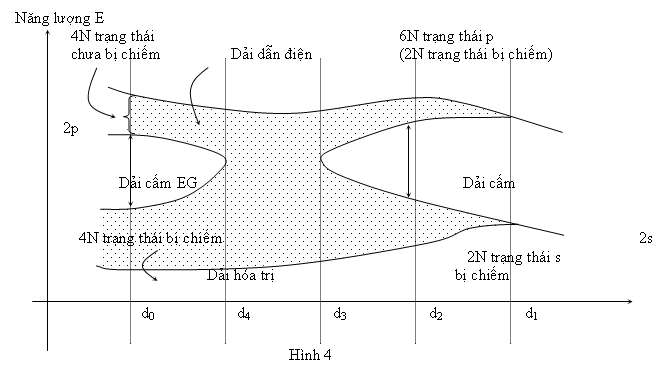 Năng lượng E
4N trạng thái
chưa bị chiếm
Dải dẫn điện
6N trạng thái p
(2N trạng thái bị chiếm)
2p
Dải cấm EG
Dải cấm
4N trạng thái bị chiếm
2s
2N trạng thái s
bị chiếm
Dải hóa trị
d0
d4
d3
d2
d1
Hình 4